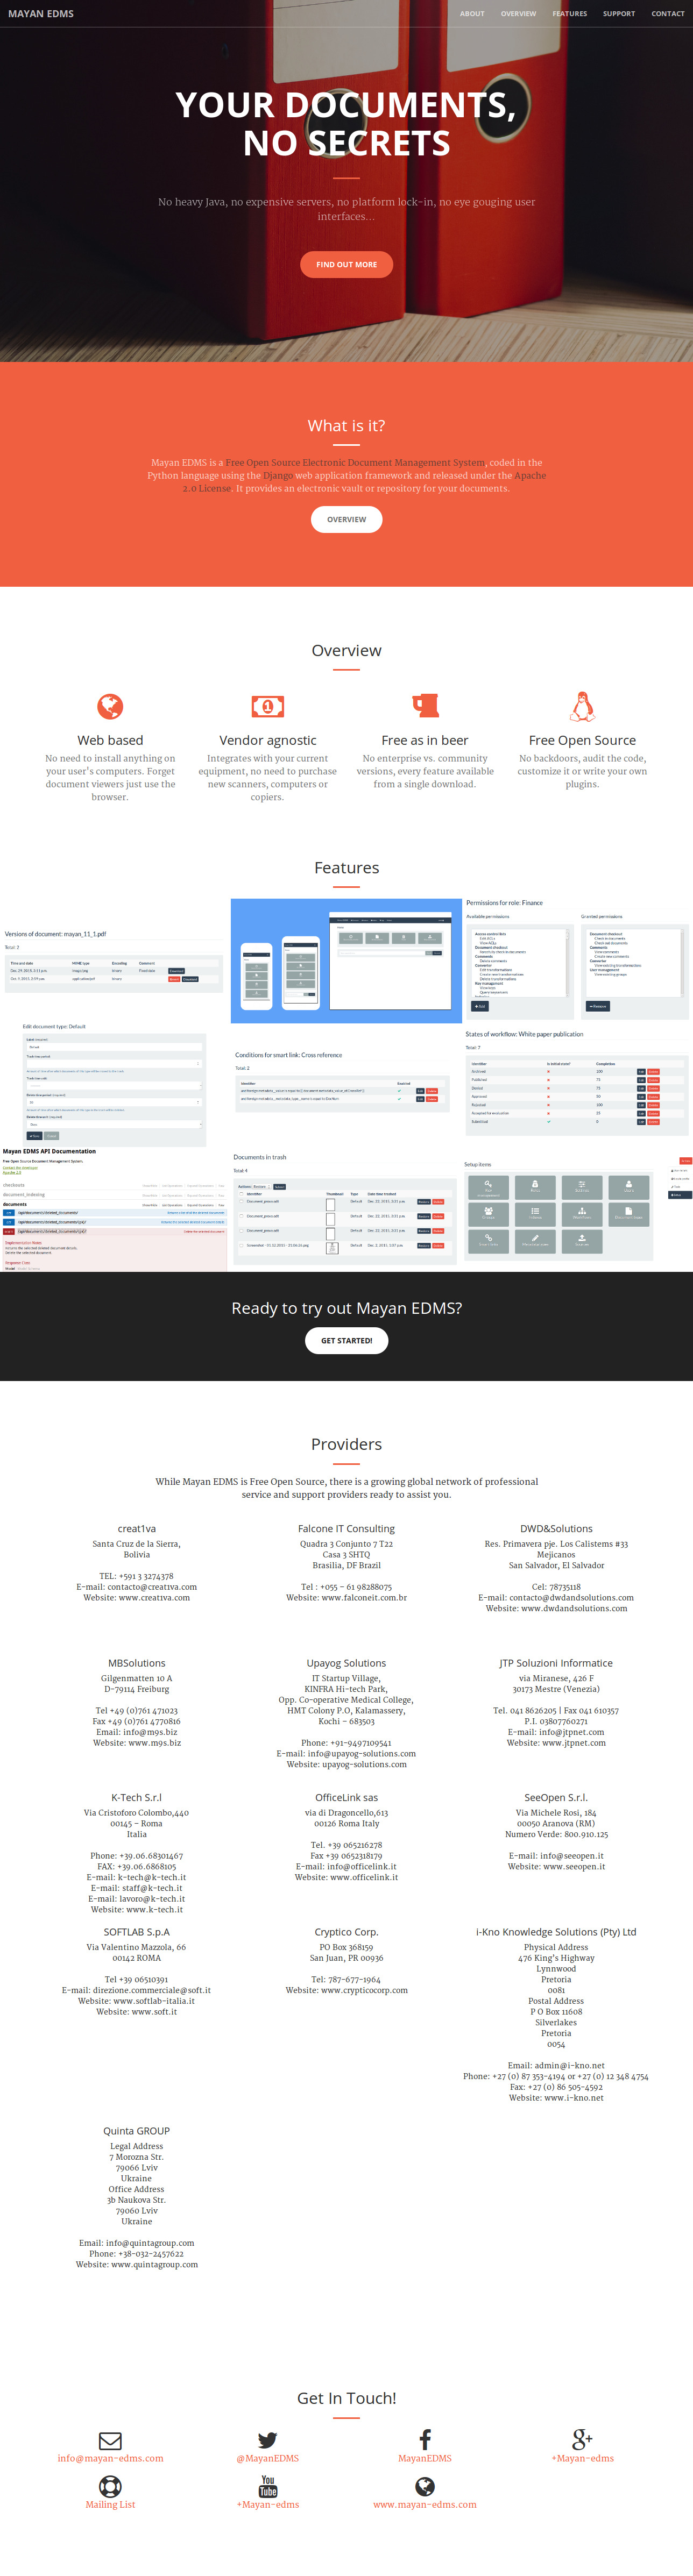 MAYAN EDMS
ABOUT OVERVIEW FEATURES SUPPORT CONTACT
YOUR DOCUMENTS,
NO SECRETS
No heavy Java, no expensive servers, no platform lock-in, no eye gouging user
interfaces...
FIND OUT MORE
What is it?
Mayan EDMS is a Free Open Source Electronic Document Management System, coded in the
Python language using the Django web application framework and released under the Apache
2.0 License. It provides an electronic vault or repository for your documents.
OVERVIEW
Overview
Web based
No need to install anything on
your user's computers. Forget
document viewers just use the
browser.
Vendor agnostic
Integrates with your current
equipment, no need to purchase
new scanners, computers or
copiers.
Free as in beer
No enterprise vs. community
versions, every feature available
from a single download.
Free Open Source
No backdoors, audit the code,
customize it or write your own
plugins.
Features
Versions of document: mayan_11_1.pdf
Total: 2
Permissions for role: Finance
Available permissions
Granted permissions
Edit document type: Default
Conditions for smart link: Cross reference
Total: 2
States of workflow: White paper publication
Total: 7
Mayan EDMS API Documentation
Free Open Source Document Management System.
checkouts
document_indexing
documents
Documents in trash
Total: 4
Setup items
Ready to try out Mayan EDMS?
GET STARTED!
Providers
While Mayan EDMS is Free Open Source, there is a growing global network of professional
service and support providers ready to assist you.
creat1va
Santa Cruz de la Sierra,
Bolivia
TEL: +591 3 3274378
E-mail: contacto@creat1va.com
Website: www.creat1va.com
Falcone IT Consulting
Quadra 3 Conjunto 7 T22
Casa 3 SHTQ
Brasilia, DF Brazil
Tel : +055 – 61 98288075
Website: www.falconeit.com.br
DWD&Solutions
Res. Primavera pje. Los Calistems #33
Mejicanos
San Salvador, El Salvador
Cel: 78735118
E-mail: contacto@dwdandsolutions.com
Website: www.dwdandsolutions.com
MBSolutions
Gilgenmatten 10 A
D-79114 Freiburg
Tel +49 (0)761 471023
Fax +49 (0)761 4770816
Email: info@m9s.biz
Website: www.m9s.biz
Upayog Solutions
IT Startup Village,
KINFRA Hi-tech Park,
Opp. Co-operative Medical College,
HMT Colony P.O, Kalamassery,
Kochi – 683503
Phone: +91-9497109541
E-mail: info@upayog-solutions.com
Website: upayog-solutions.com
JTP Soluzioni Informatice
via Miranese, 426 F
30173 Mestre (Venezia)
Tel. 041 8626205 | Fax 041 610357
P.I. 03807760271
E-mail: info@jtpnet.com
Website: www.jtpnet.com
K-Tech S.r.l
Via Cristoforo Colombo,440
00145 – Roma
Italia
Phone: +39.06.68301467
FAX: +39.06.6868105
E-mail: k-tech@k-tech.it
E-mail: staff@k-tech.it
E-mail: lavoro@k-tech.it
Website: www.k-tech.it
OfficeLink sas
via di Dragoncello,613
00126 Roma Italy
Tel. +39 065216278
Fax +39 0652318179
E-mail: info@officelink.it
Website: www.officelink.it
SeeOpen S.r.l.
Via Michele Rosi, 184
00050 Aranova (RM)
Numero Verde: 800.910.125
E-mail: info@seeopen.it
Website: www.seeopen.it
SOFTLAB S.p.A
Via Valentino Mazzola, 66
00142 ROMA
Tel +39 06510391
E-mail: direzione.commerciale@soft.it
Website: www.softlab-italia.it
Website: www.soft.it
Cryptico Corp.
PO Box 368159
San Juan, PR 00936
Tel: 787-677-1964
Website: www.crypticocorp.com
i-Kno Knowledge Solutions (Pty) Ltd
Physical Address
476 King's Highway
Lynnwood
Pretoria
0081
Postal Address
P O Box 11608
Silverlakes
Pretoria
0054
Email: admin@i-kno.net
Phone: +27 (0) 87 353-4194 or +27 (0) 12 348 4754
Fax: +27 (0) 86 505-4592
Website: www.i-kno.net
Quinta GROUP
Legal Address
7 Morozna Str.
79066 Lviv
Ukraine
Office Address
3b Naukova Str.
79060 Lviv
Ukraine
Email: info@quintagroup.com
Phone: +38-032-2457622
Website: www.quintagroup.com
Get In Touch!
info@mayan-edms.com
@MayanEDMS
MayanEDMS
+Mayan-edms
Mailing List
You Tube
+Mayan-edms
www.mayan-edms.com